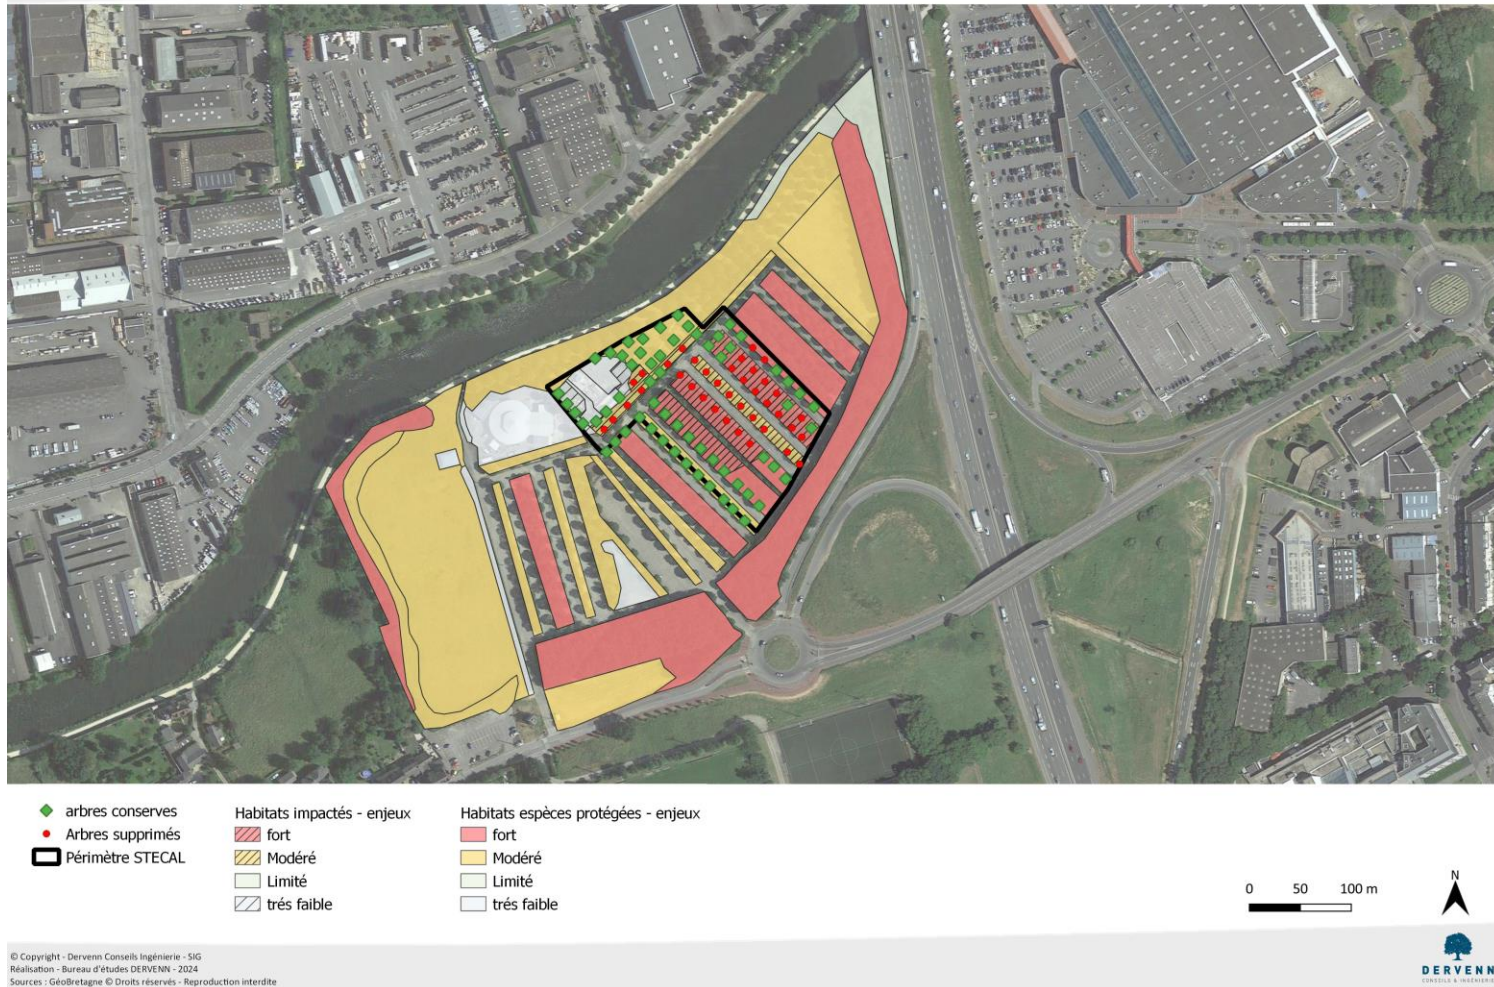 arbres conserves
Arbres supprimés
Périmètre STECAL
Habitats impactés - enjeux
fort
Modéré
Limité
trés faible
Habitats espèces protégées - enjeux
fort
Modéré
Limité
trés faible
0 50 100 m
N
DERVENN
CONSEILS & INGÉNIERIE
© Copyright - Dervenn Conseils Ingénierie - SIG
Réalisation - Bureau d'études DERVENN - 2024
Sources : GéoBretagne © Droits réservés - Reproduction interdite